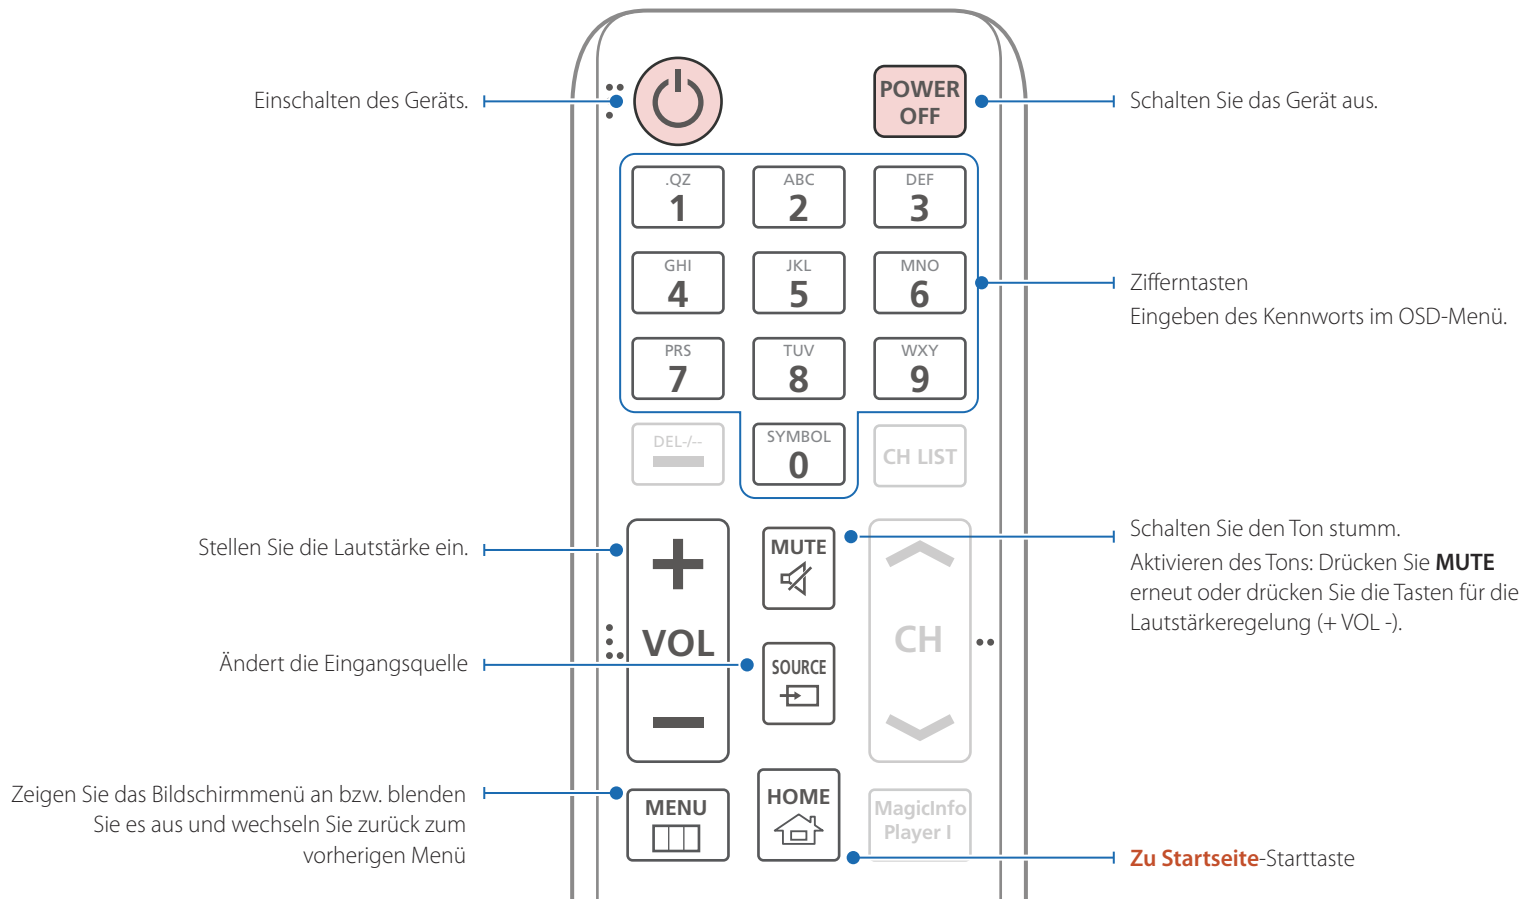 Einschalten des Geräts.
POWER
OFF
Schalten Sie das Gerät aus.
.QZ
1
ABC
2
DEF
3
GHI
4
JKL
5
MNO
6
Zifferntasten
Eingeben des Kennworts im OSD-Menü.
PRS
7
TUV
8
WXY
9
DEL-/--
SYMBOL
0
CH LIST
Stellen Sie die Lautstärke ein.
+
VOL
−
MUTE
Schalten Sie den Ton stumm.
Aktivieren des Tons: Drücken Sie MUTE
erneut oder drücken Sie die Tasten für die
Lautstärkeregelung (+ VOL -).
CH
Ändert die Eingangsquelle
SOURCE
Zeigen Sie das Bildschirmmenü an bzw. blenden
Sie es aus und wechseln Sie zurück zum
vorherigen Menü
MENU
HOME
MagicInfo
Player I
Zu Startseite-Starttaste